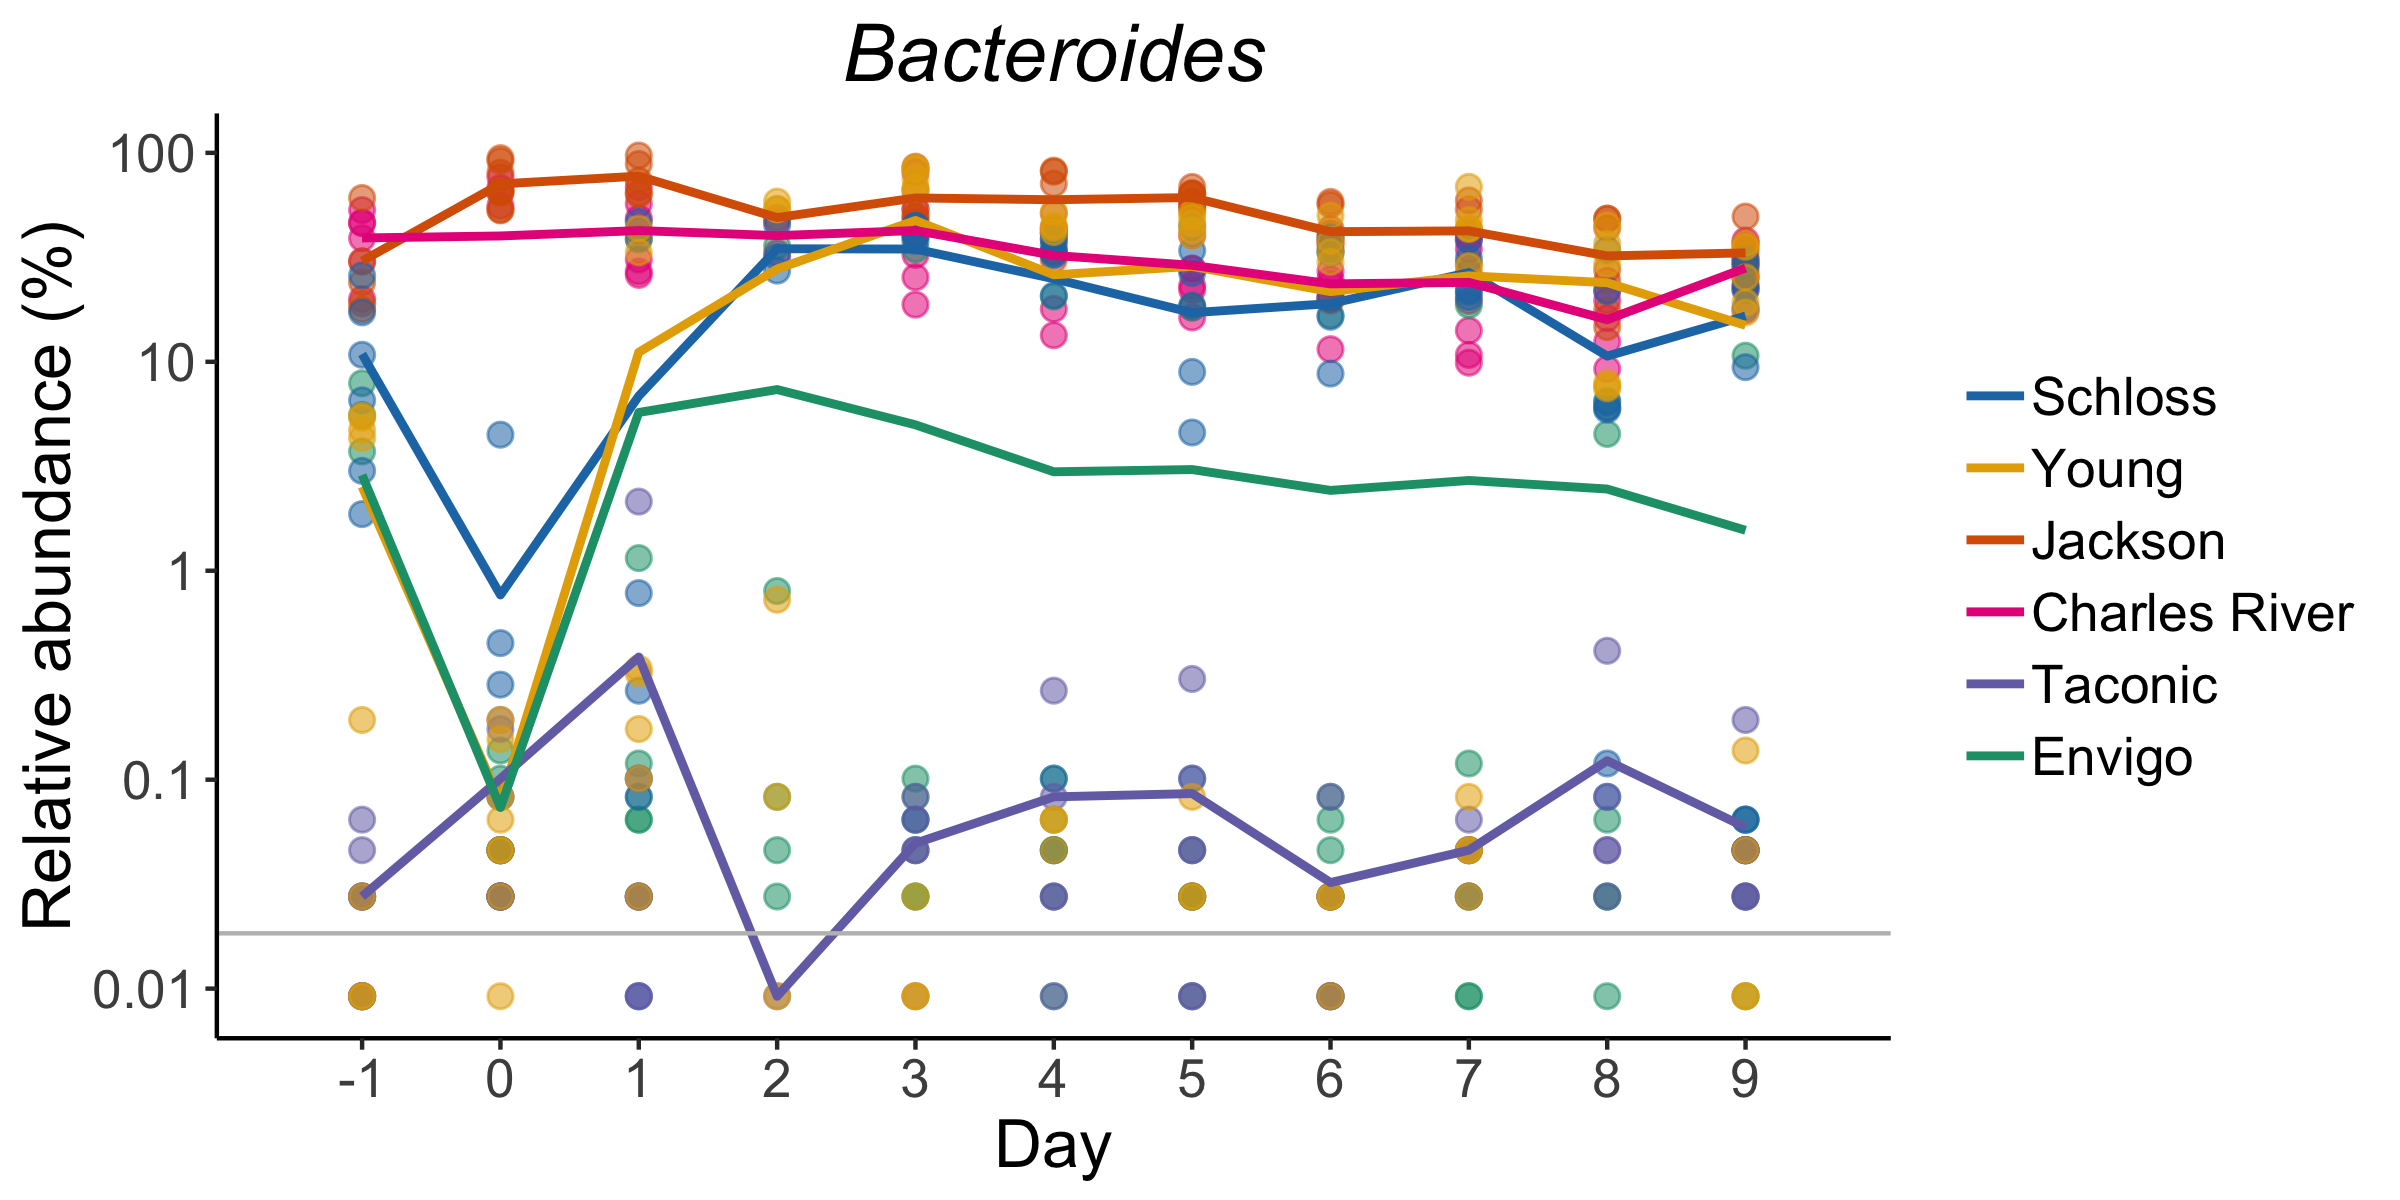 Bacteroides
Relative abundance (%)
100
10
1
0.1
0.01
-1 0 1 2 3 4 5 6 7 8 9
Day
Schloss
Young
Jackson
Charles River
Taconic
Envigo